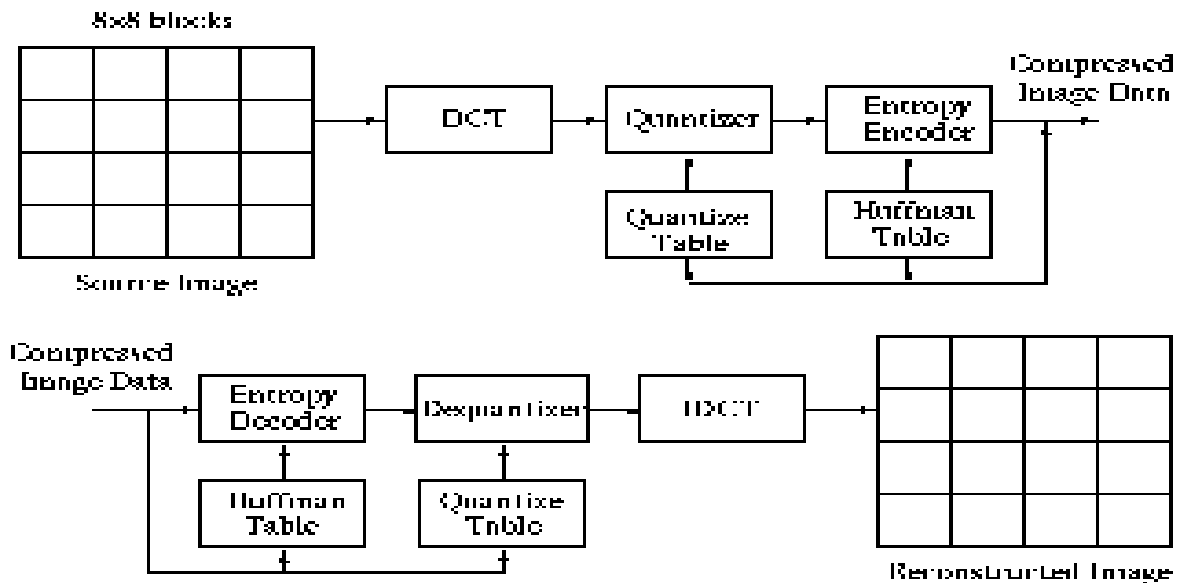 8x8 blocks
Compressed
Image Data
DCT
Quantizer
Entropy
Encoder
Quantize
Table
Huffman
Table
Source Image
Compressed
Image Data
Entropy
Decoder
Dequantizer
IDCT
Huffman
Table
Quantize
Table
Reconstructed Image